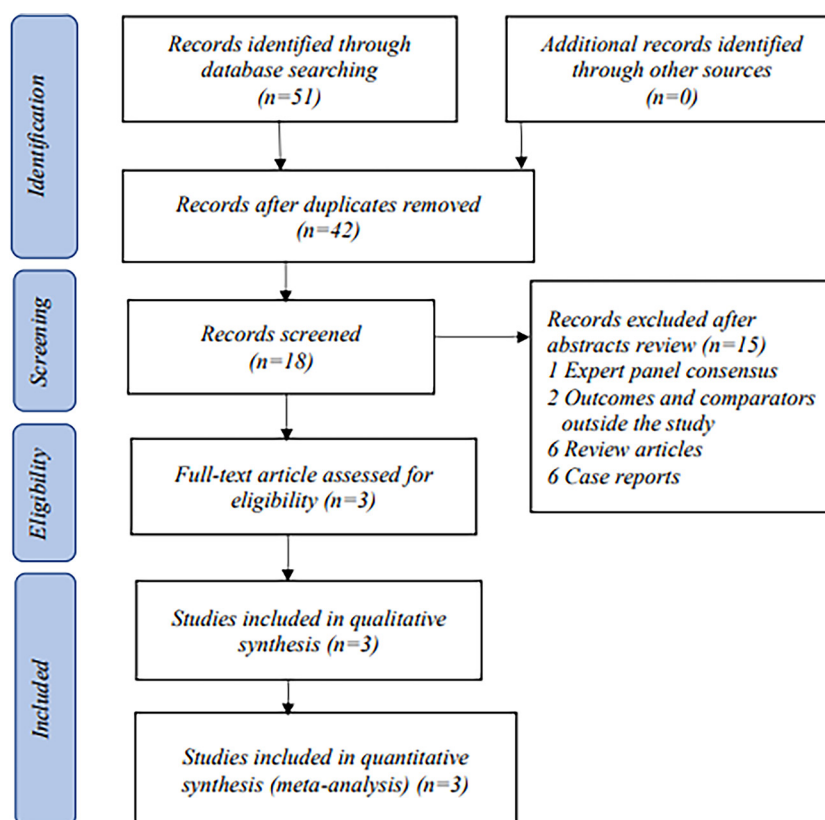 Identification
Records identified through
database searching
(n=51)
Additional records identified
through other sources
(n=0)
Records after duplicates removed
(n=42)
Screening
Records screened
(n=18)
Records excluded after
abstracts review (n=15)
1 Expert panel consensus
2 Outcomes and comparators
outside the study
6 Review articles
6 Case reports
Eligibility
Full-text article assessed for
eligibility (n=3)
Included
Studies included in qualitative
synthesis (n=3)
Studies included in quantitative
synthesis (meta-analysis) (n=3)